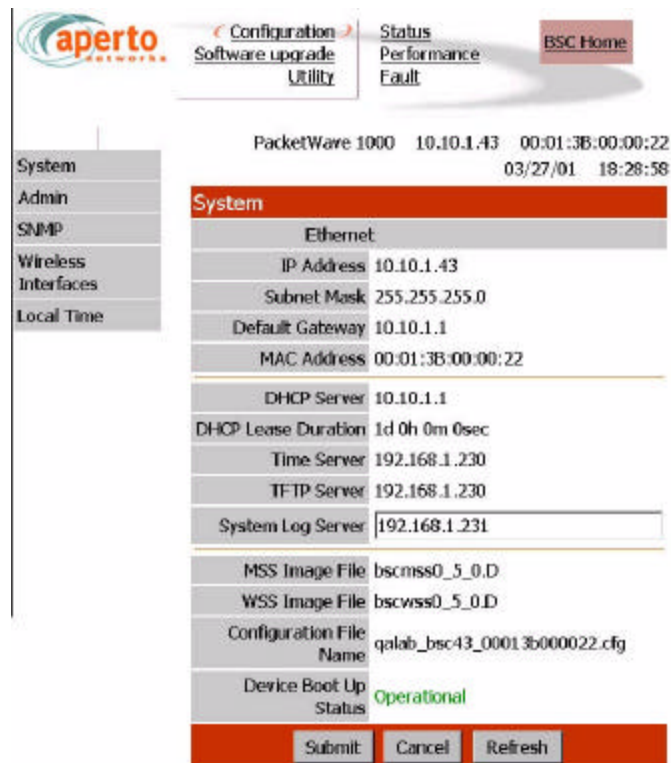 aperto
networks
Configuration
Software upgrade
Utility
Status
Performance
Fault
BSC Home
PacketWave 1000 10.10.1.43 00:01:3B:00:00:22
03/27/01 18:28:58
System
Admin
SNMP
Wireless
Interfaces
Local Time
System
Ethernet
IP Address 10.10.1.43
Subnet Mask 255.255.255.0
Default Gateway 10.10.1.1
MAC Address 00:01:3B:00:00:22
DHCP Server 10.10.1.1
DHCP Lease Duration 1d 0h 0m 0sec
Time Server 192.168.1.230
TFTP Server 192.168.1.230
System Log Server 192.168.1.231
MSS Image File bscmss0_5_0.D
WSS Image File bscwss0_5_0.D
Configuration File
Name qalab_bsc43_00013b000022.cfg
Device Boot Up
Status Operational
Submit Cancel Refresh